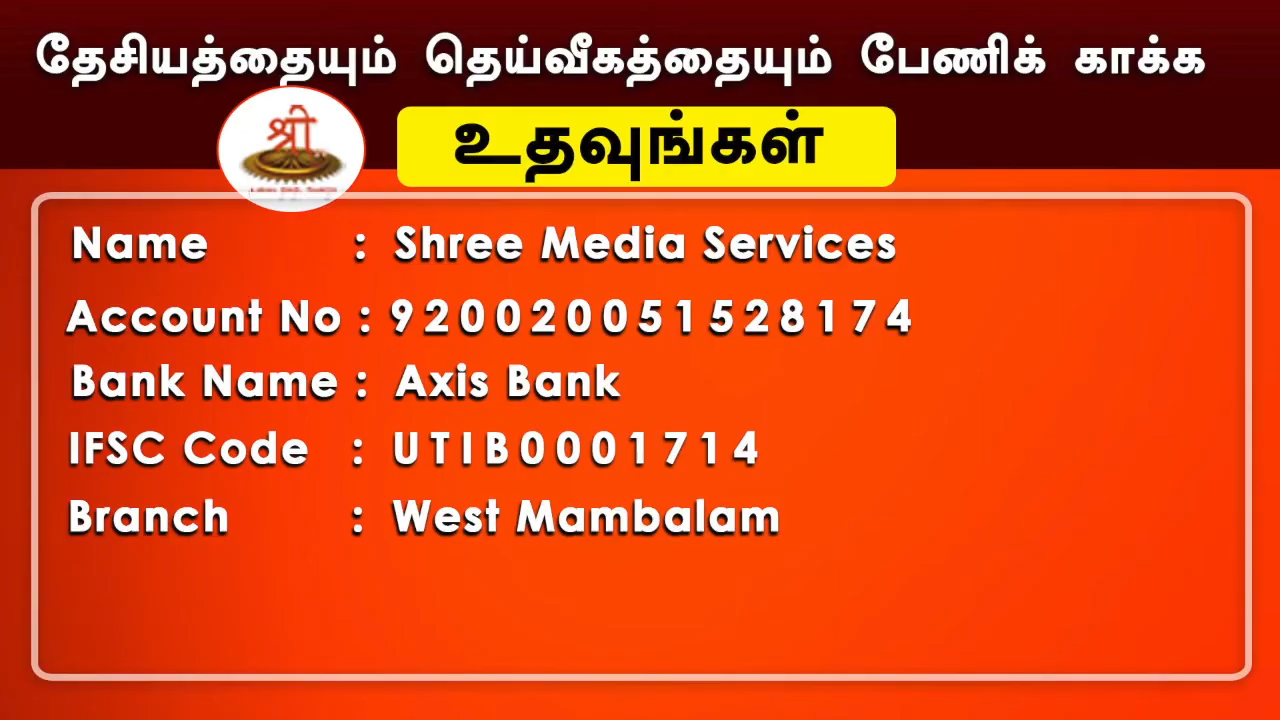 தேசியத்தையும் தெய்வீகத்தையும் பேணிக் காக்க
श्री
உதவுங்கள்
Name : Shree Media Services
Account No : 920020051528174
Bank Name : Axis Bank
IFSC Code : UTIB0001714
Branch : West Mambalam